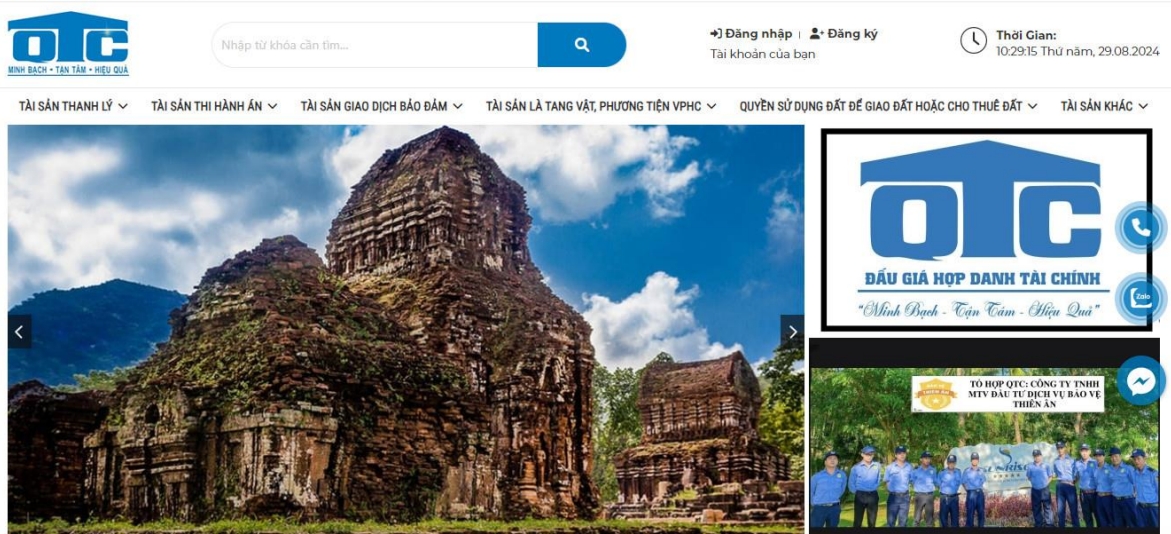 QTC
MINH BẠCH - TẬN TÂM - HIỆU QUẢ
Nhập từ khóa cần tìm...
Đăng nhập | Đăng ký
Tài khoản của bạn
Thời Gian:
10:29:15 Thứ năm, 29.08.2024
TÀI SẢN THANH LÝ TÀI SẢN THI HÀNH ÁN TÀI SẢN GIAO DỊCH BẢO ĐẢM TÀI SẢN LÀ TANG VẬT, PHƯƠNG TIỆN VPHC QUYỀN SỬ DỤNG ĐẤT ĐỂ GIAO ĐẤT HOẶC CHO THUÊ ĐẤT TÀI SẢN KHÁC
QTC
ĐẤU GIÁ HỢP DANH TÀI CHÍNH
"Minh Bạch - Tận Tâm - Hiệu Quả"
Zalo
THIÊN ÂN
TỔ HỢP QTC: CÔNG TY TNHH
MTV ĐẦU TƯ DỊCH VỤ BẢO VỆ
THIÊN ÂN